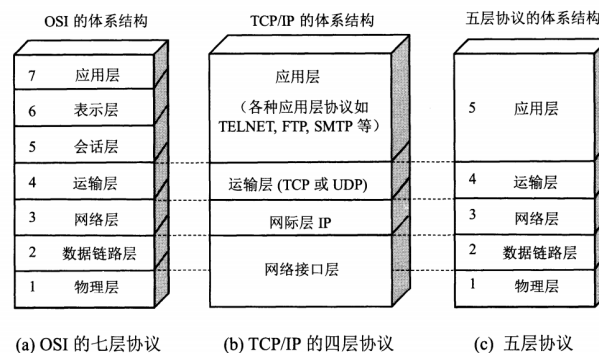 OSI 的体系结构
7 应用层
6 表示层
5 会话层
4 运输层
3 网络层
2 数据链路层
1 物理层
(a) OSI 的七层协议
TCP/IP 的体系结构
应用层
（各种应用层协议如
TELNET, FTP, SMTP 等）
运输层 (TCP 或 UDP)
网际层 IP
网络接口层
(b) TCP/IP 的四层协议
五层协议的体系结构
5 应用层
4 运输层
3 网络层
2 数据链路层
1 物理层
(c) 五层协议